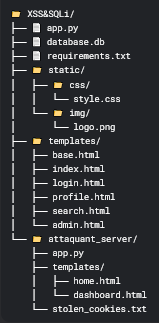 XSS&SQLi/
├── app.py
├── database.db
├── requirements.txt
├── static/
│   ├── css/
│   │   └── style.css
│   ├── img/
│   │   └── logo.png
├── templates/
│   ├── base.html
│   ├── index.html
│   ├── login.html
│   ├── profile.html
│   ├── search.html
│   ├── admin.html
└── attaquant_server/
    ├── app.py
    ├── templates/
    │   ├── home.html
    │   ├── dashboard.html
    └── stolen_cookies.txt